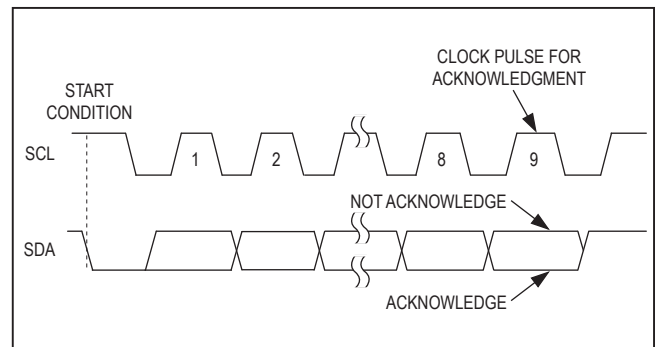 CLOCK PULSE FOR
ACKNOWLEDGMENT
START
CONDITION
SCL
1
2
8
9
NOT ACKNOWLEDGE
SDA
ACKNOWLEDGE